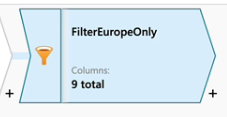 FilterEuropeOnly
Columns:
9 total
+ +